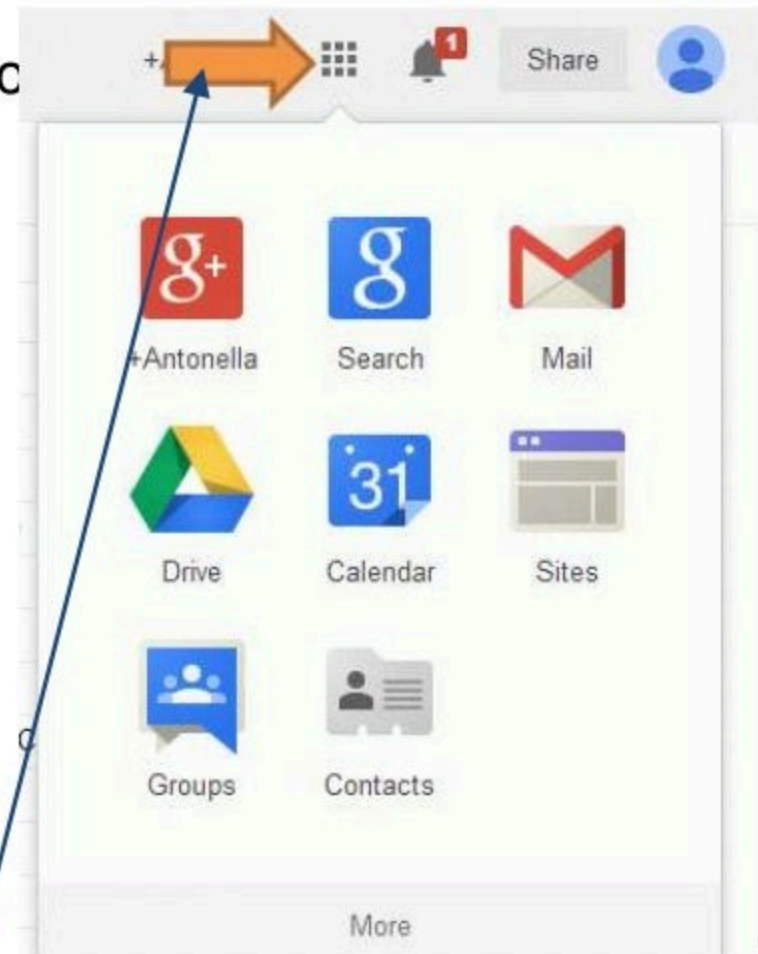 1 Share
g+ g
+Antonella Search Mail
31
Drive Calendar Sites
Groups Contacts
More